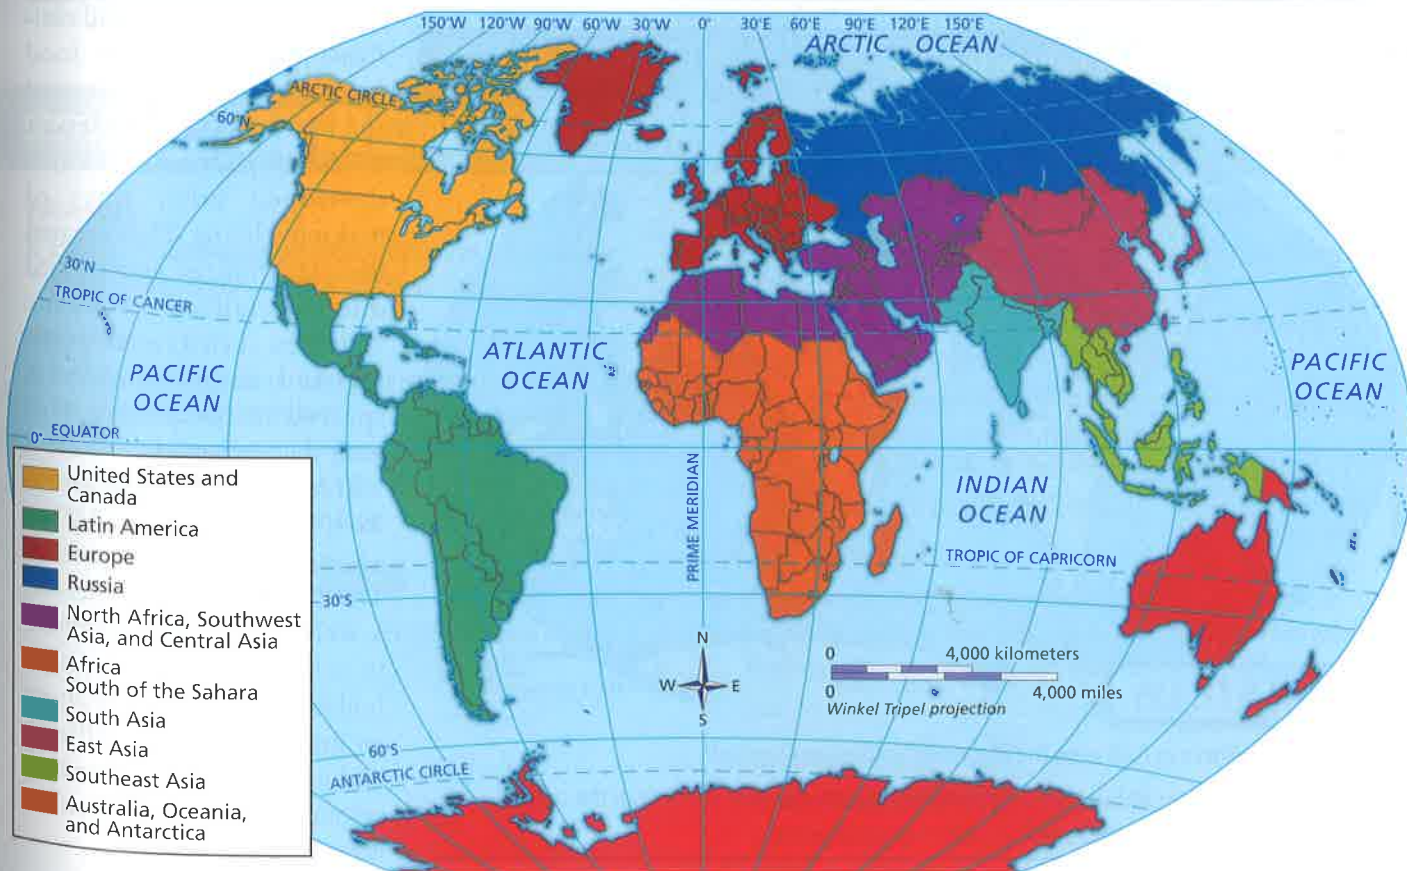 150°W 120°W 90°W 60°W 30°W 0° 30°E 60°E 90°E 120°E 150°E
ARCTIC OCEAN
ARCTIC CIRCLE
60°N
30°N
TROPIC OF CANCER
PACIFIC
OCEAN
ATLANTIC
OCEAN
PACIFIC
OCEAN
0° EQUATOR
PRIME MERIDIAN
INDIAN
OCEAN
TROPIC OF CAPRICORN
30°S
United States and
Canada
Latin America
Europe
Russia
North Africa, Southwest
Asia, and Central Asia
Africa
South of the Sahara
South Asia
East Asia
Southeast Asia
Australia, Oceania,
and Antarctica
N
W E
S
0 4,000 kilometers
0 4,000 miles
Winkel Tripel projection
60°S
ANTARCTIC CIRCLE